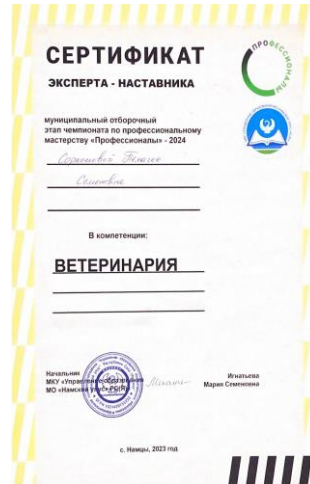 ПРОФЕССИОНАЛЫ
СЕРТИФИКАТ
ЭКСПЕРТА - НАСТАВНИКА
муниципальный отборочный
этап чемпионата по профессиональному
мастерству «Профессионалы» - 2024
Семеновне
В компетенции:
ВЕТЕРИНАРИЯ
Начальник
МКУ «Управление образования
МО «Намский улус» РС(Я)
Игнатьева
Мария Семеновна
с. Намцы, 2023 год